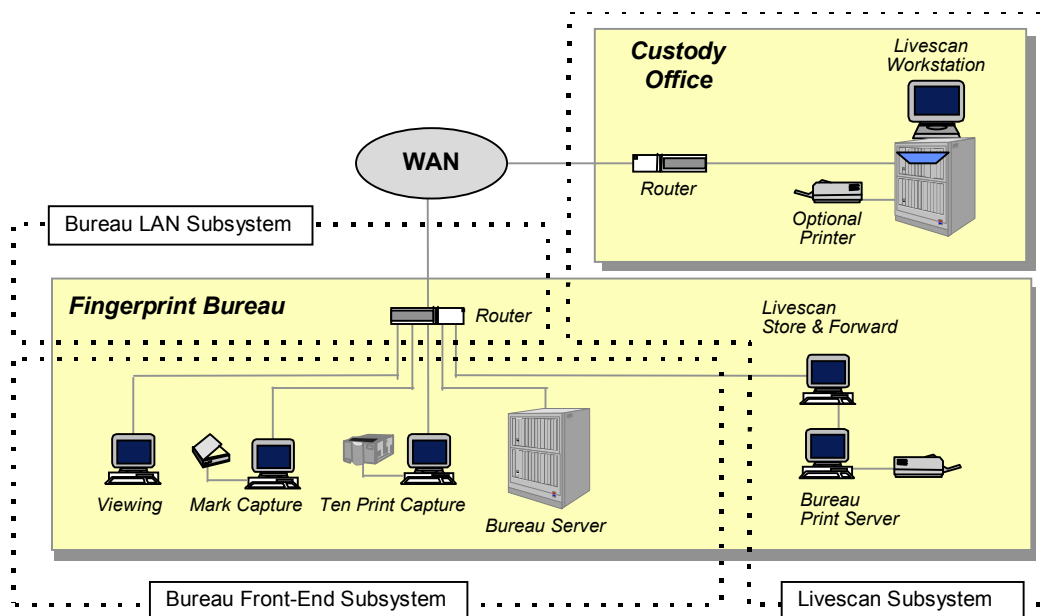 Custody
Office
Livescan
Workstation
WAN
Router
Optional
Printer
Bureau LAN Subsystem
Fingerprint Bureau
Router
Livescan
Store & Forward
Viewing
Mark Capture
Ten Print Capture
Bureau Server
Bureau
Print Server
Bureau Front-End Subsystem
Livescan Subsystem